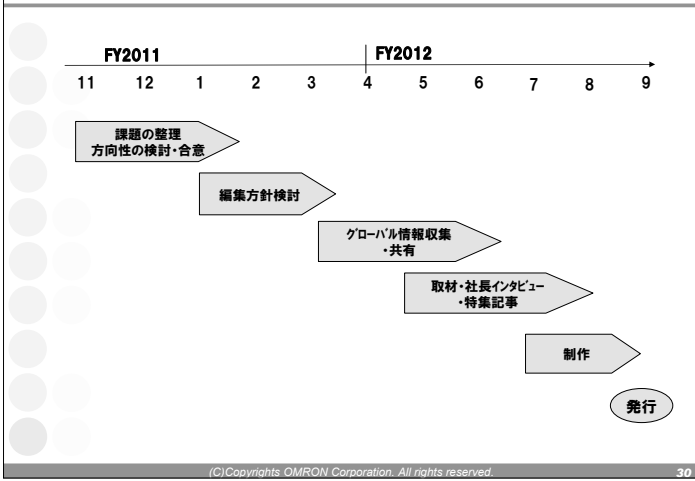 FY2011 FY2012
11 12 1 2 3 4 5 6 7 8 9
課題の整理
方向性の検討・合意
編集方針検討
グローバル情報収集
・共有
取材・社長インタビュー
・特集記事
制作
発行
(C)Copyrights OMRON Corporation. All rights reserved. 30